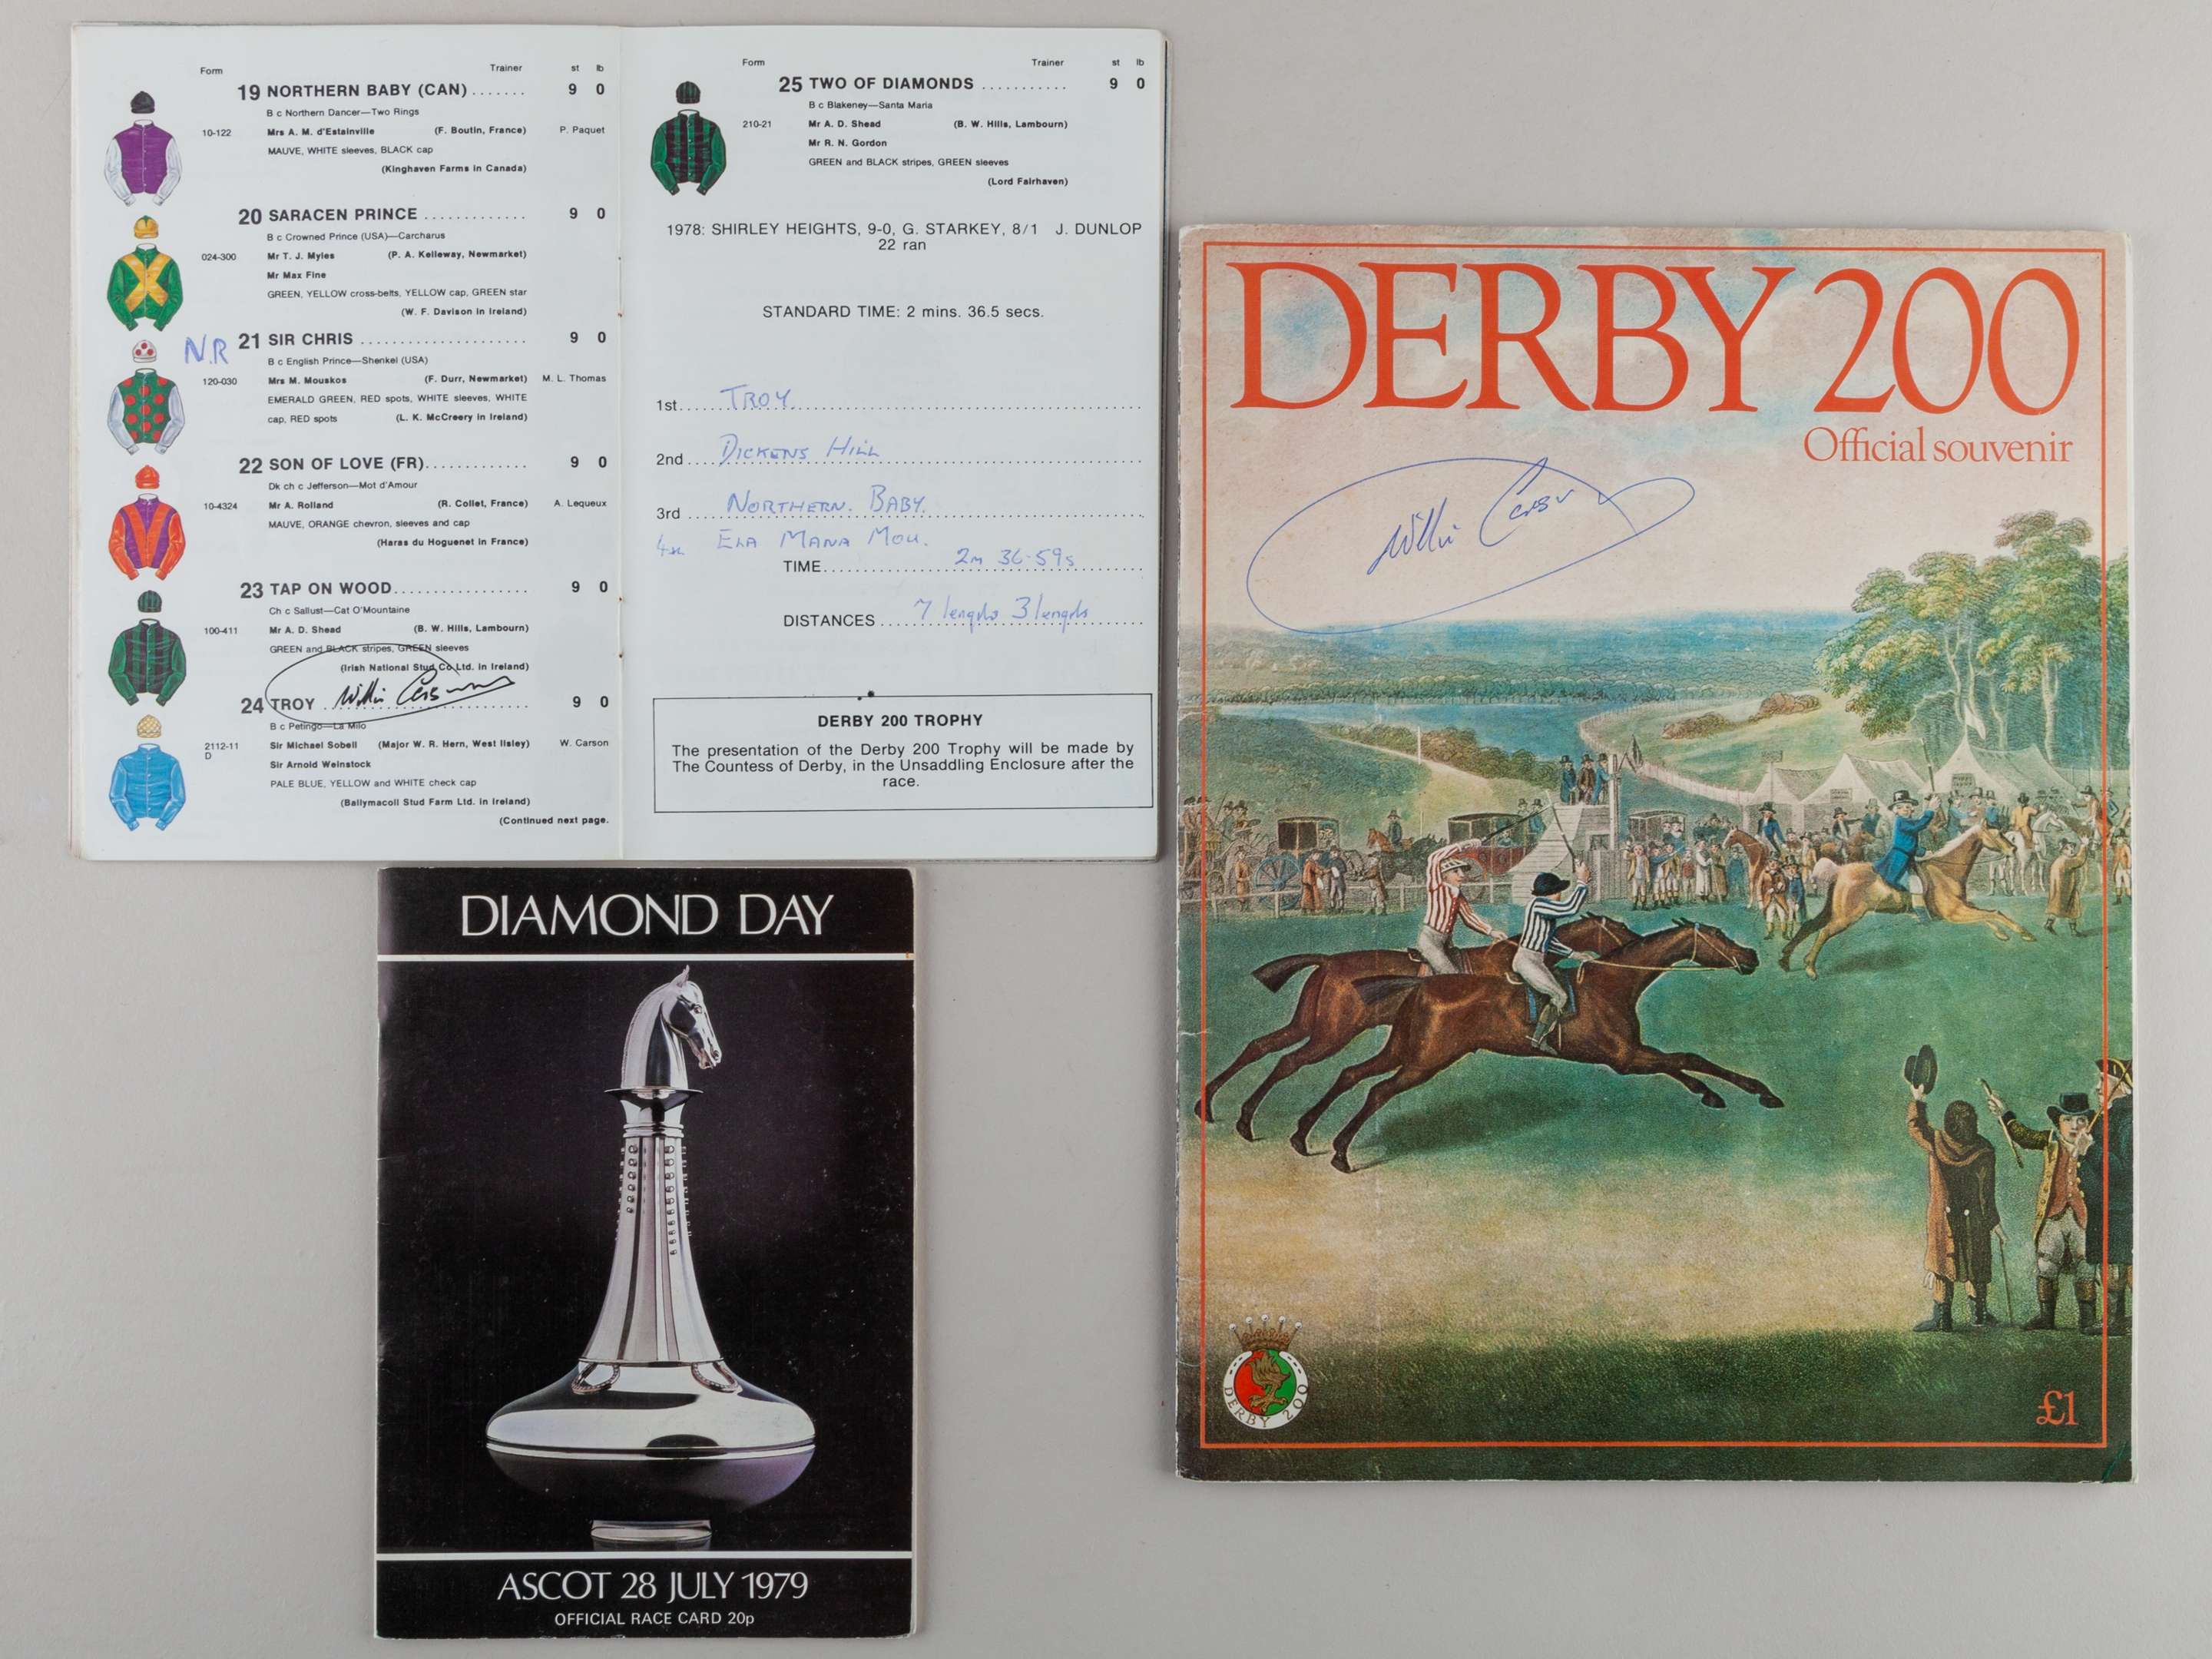 Form Trainer st lb
19 NORTHERN BABY (CAN) ....... 9 0
B c Northern Dancer—Two Rings
10-122 Mrs A. M. d'Estainville (F. Boutin, France) P. Paquet
MAUVE, WHITE sleeves, BLACK cap
(Kinghaven Farms in Canada)
20 SARACEN PRINCE ............. 9 0
B c Crowned Prince (USA)—Carcharus
024-300 Mr T. J. Myles (P. A. Kelleway, Newmarket)
Mr Max Fine
GREEN, YELLOW cross-belts, YELLOW cap, GREEN star
(W. F. Davison in Ireland)
N.R 21 SIR CHRIS ..................... 9 0
B c English Prince—Shenkel (USA)
120-030 Mrs M. Mouskos (F. Durr, Newmarket) M. L. Thomas
EMERALD GREEN, RED spots, WHITE sleeves, WHITE
cap, RED spots (L. K. McCreery in Ireland)
22 SON OF LOVE (FR)............. 9 0
Dk ch c Jefferson—Mot d'Amour
10-4324 Mr A. Rolland (R. Collet, France) A. Lequeux
MAUVE, ORANGE chevron, sleeves and cap
(Haras du Hoguenet in France)
23 TAP ON WOOD................. 9 0
Ch c Sallust—Cat O'Mountaine
100-411 Mr A. D. Shead (B. W. Hills, Lambourn)
GREEN and BLACK stripes, GREEN sleeves
(Irish National Stud Co Ltd. in Ireland)
24 TROY Willie Carson 9 0
B c Petingo—La Milo
2112-11 Sir Michael Sobell (Major W. R. Hern, West Ilsley) W. Carson
D
Sir Arnold Weinstock
PALE BLUE, YELLOW and WHITE check cap
(Ballymacoll Stud Farm Ltd. in Ireland)
(Continued next page.
Form Trainer st lb
25 TWO OF DIAMONDS ........... 9 0
B c Blakeney—Santa Maria
210-21 Mr A. D. Shead (B. W. Hills, Lambourn)
Mr R. N. Gordon
GREEN and BLACK stripes, GREEN sleeves
(Lord Fairhaven)
1978: SHIRLEY HEIGHTS, 9-0, G. STARKEY, 8/1 J. DUNLOP
22 ran
STANDARD TIME: 2 mins. 36.5 secs.
1st TROY.
2nd DICKENS HILL
3rd NORTHERN. BABY.
4th ELA MANA MOU.
TIME 2m 36·59s
DISTANCES 7 lengths 3 lengths
DERBY 200 TROPHY
The presentation of the Derby 200 Trophy will be made by
The Countess of Derby, in the Unsaddling Enclosure after the
race.
DIAMOND DAY
ASCOT 28 JULY 1979
OFFICIAL RACE CARD 20p
DERBY 200
Official souvenir
Willie Carson
DERBY 200
£1